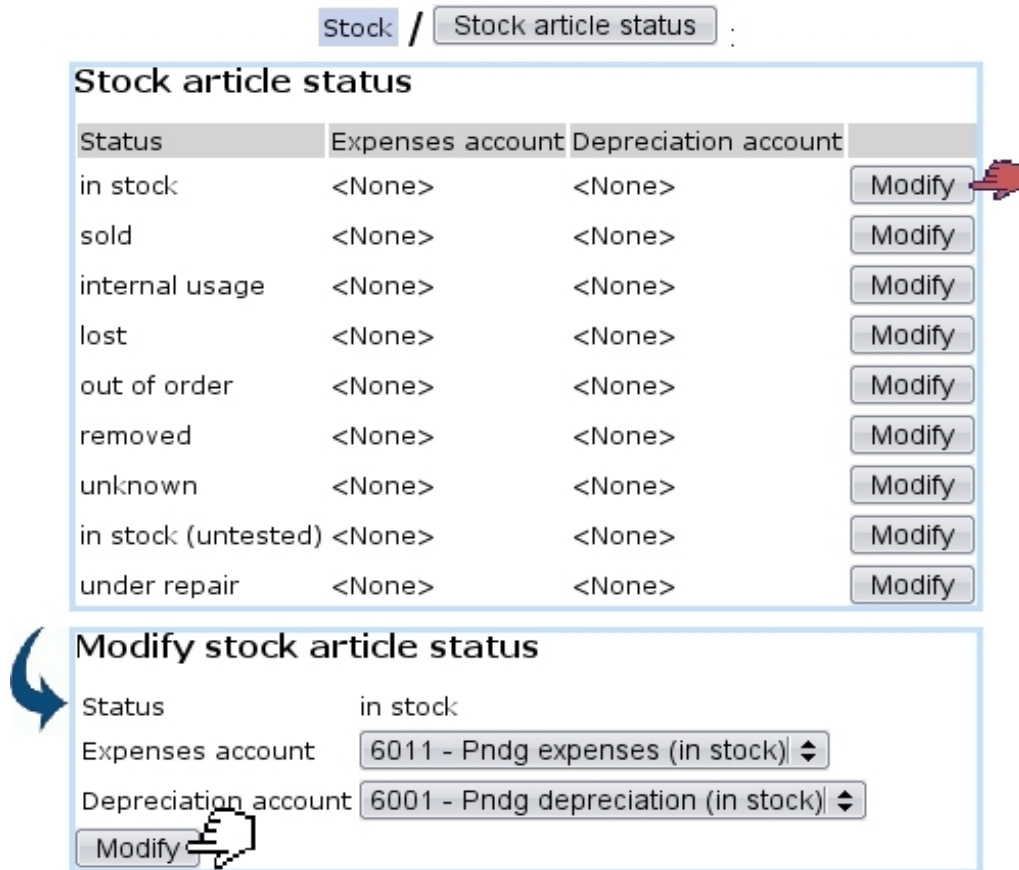 Stock / Stock article status :
Stock article status
Status Expenses account Depreciation account
in stock <None> <None> Modify
sold <None> <None> Modify
internal usage <None> <None> Modify
lost <None> <None> Modify
out of order <None> <None> Modify
removed <None> <None> Modify
unknown <None> <None> Modify
in stock (untested) <None> <None> Modify
under repair <None> <None> Modify
Modify stock article status
Status in stock
Expenses account 6011 - Pndg expenses (in stock)
Depreciation account 6001 - Pndg depreciation (in stock)
Modify